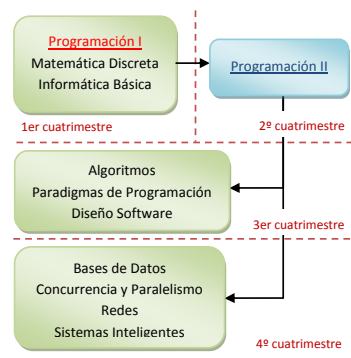 Programación I
Matemática Discreta
Informática Básica
Programación II
1er cuatrimestre
2º cuatrimestre
Algoritmos
Paradigmas de Programación
Diseño Software
3er cuatrimestre
Bases de Datos
Concurrencia y Paralelismo
Redes
Sistemas Inteligentes
4º cuatrimestre